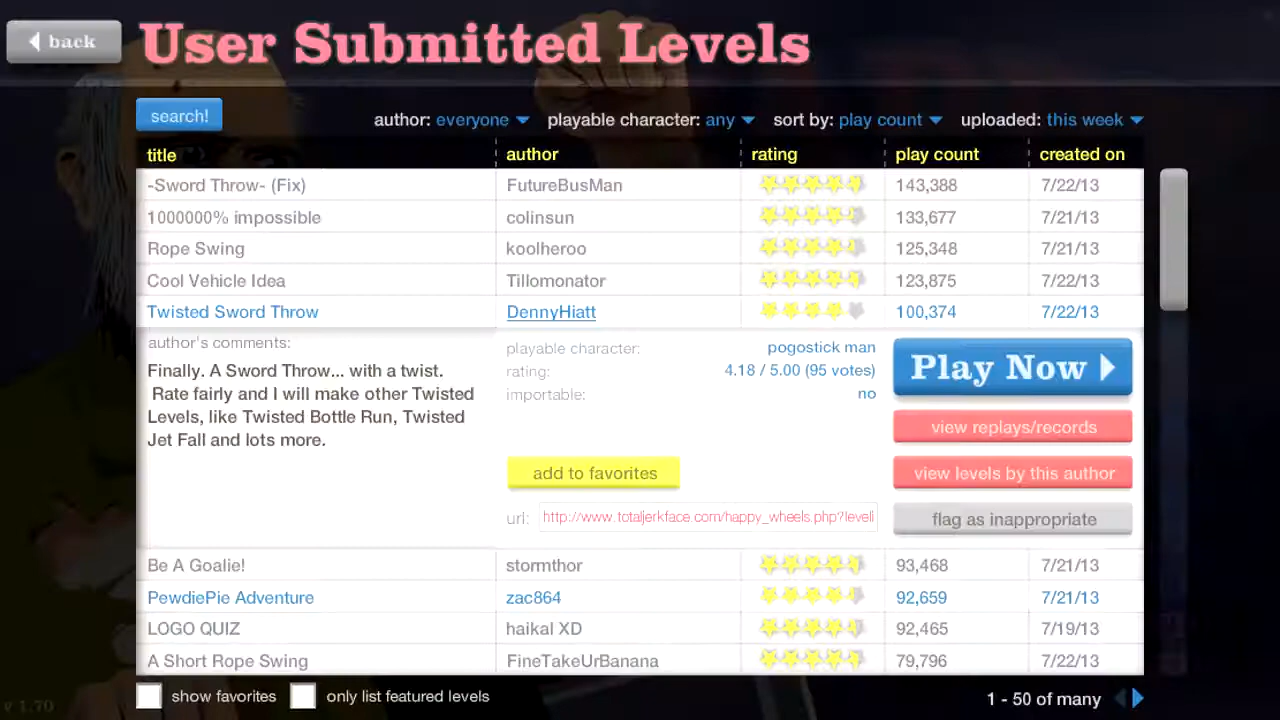 back
User Submitted Levels
search!
author: everyone playable character: any sort by: play count uploaded: this week
title author rating play count created on
-Sword Throw- (Fix) FutureBusMan 143,388 7/22/13
1000000% impossible colinsun 133,677 7/21/13
Rope Swing koolheroo 125,348 7/21/13
Cool Vehicle Idea Tillomonator 123,875 7/22/13
Twisted Sword Throw DennyHiatt 100,374 7/22/13
author's comments:
Finally. A Sword Throw... with a twist.
Rate fairly and I will make other Twisted
Levels, like Twisted Bottle Run, Twisted
Jet Fall and lots more.
playable character: pogostick man
rating: 4.18 / 5.00 (95 votes)
importable: no
add to favorites
url: http://www.totaljerkface.com/happy_wheels.php?leveli
Play Now
view replays/records
view levels by this author
flag as inappropriate
Be A Goalie! stormthor 93,468 7/21/13
PewdiePie Adventure zac864 92,659 7/21/13
LOGO QUIZ haikal XD 92,465 7/19/13
A Short Rope Swing FineTakeUrBanana 79,796 7/22/13
show favorites only list featured levels 1 - 50 of many
v 1.70